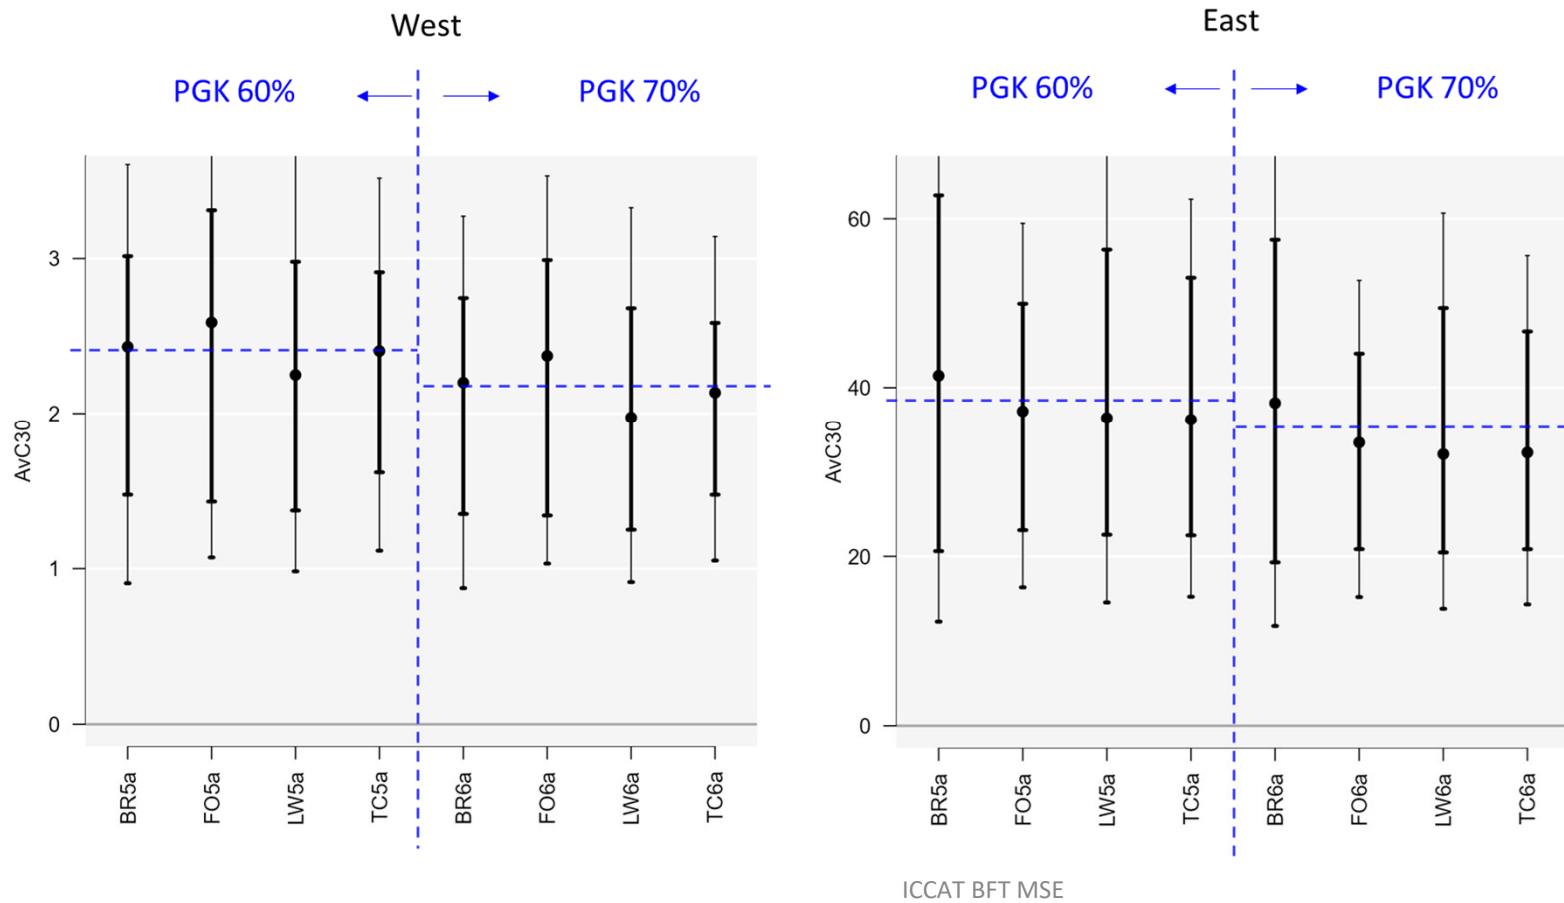 West
East
PGK 60%
PGK 70%
PGK 60%
PGK 70%
AvC30
3
2
1
0
BR5a
FO5a
LW5a
TC5a
BR6a
FO6a
LW6a
TC6a
AvC30
60
40
20
0
BR5a
FO5a
LW5a
TC5a
BR6a
FO6a
LW6a
TC6a
ICCAT BFT MSE